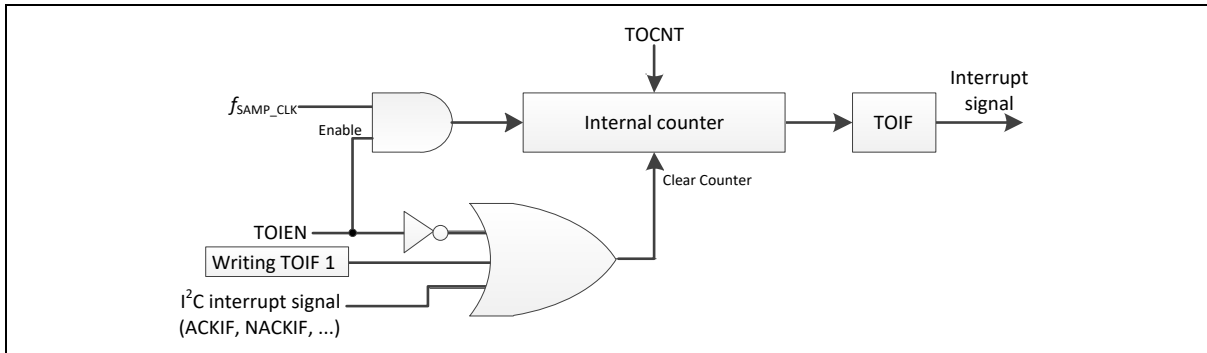 TOCNT
Interrupt
signal
fSAMP_CLK
Enable
Internal counter
TOIF
Clear Counter
TOIEN
Writing TOIF 1
I²C interrupt signal
(ACKIF, NACKIF, ...)